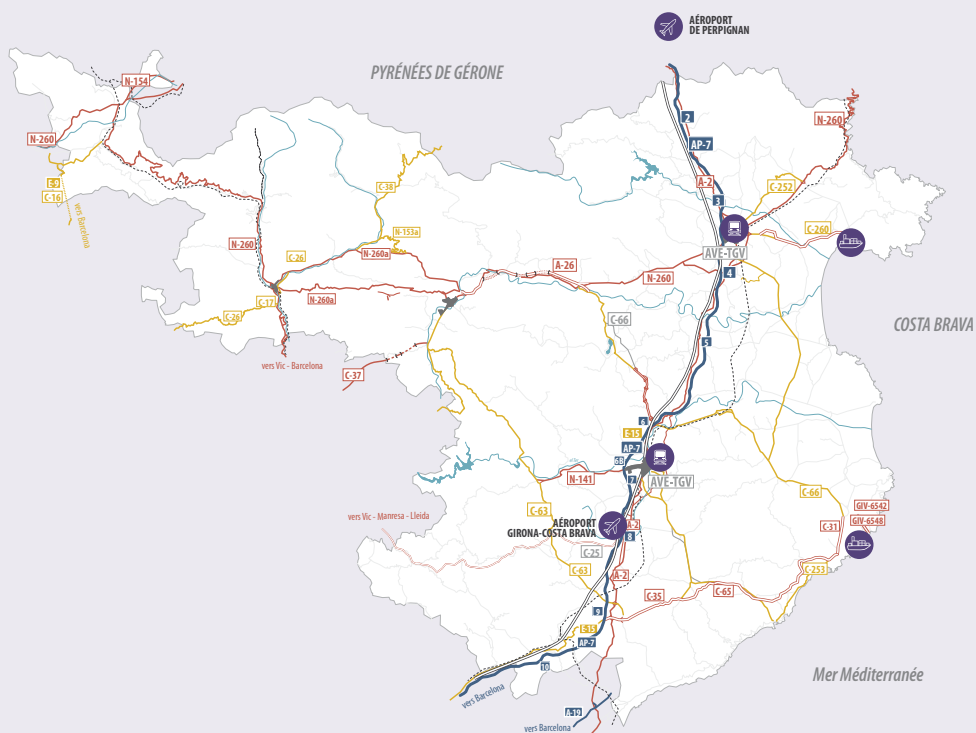 AÉROPORT
DE PERPIGNAN
PYRÉNÉES DE GÉRONE
N-154
2
N-260
N-260
AP-7
A-2
C-252
E-9
C-16
C-38
3
vers Barcelona
N-153a
C-260
N-260
N-260a
AVE-TGV
C-26
A-26
N-260
4
N-260a
C-17
C-26
C-66
COSTA BRAVA
5
vers Vic - Barcelona
C-37
6
E-15
AP-7
6B
N-141
7
AVE-TGV
C-66
C-63
GIV-6542
vers Vic - Manresa - Lleida
GIV-6548
AÉROPORT
GIRONA-COSTA BRAVA
A-2
C-31
8
C-25
C-63
A-2
C-253
C-35
C-65
9
E-15
AP-7
10
Mer Méditerranée
vers Barcelona
A-19
vers Barcelona